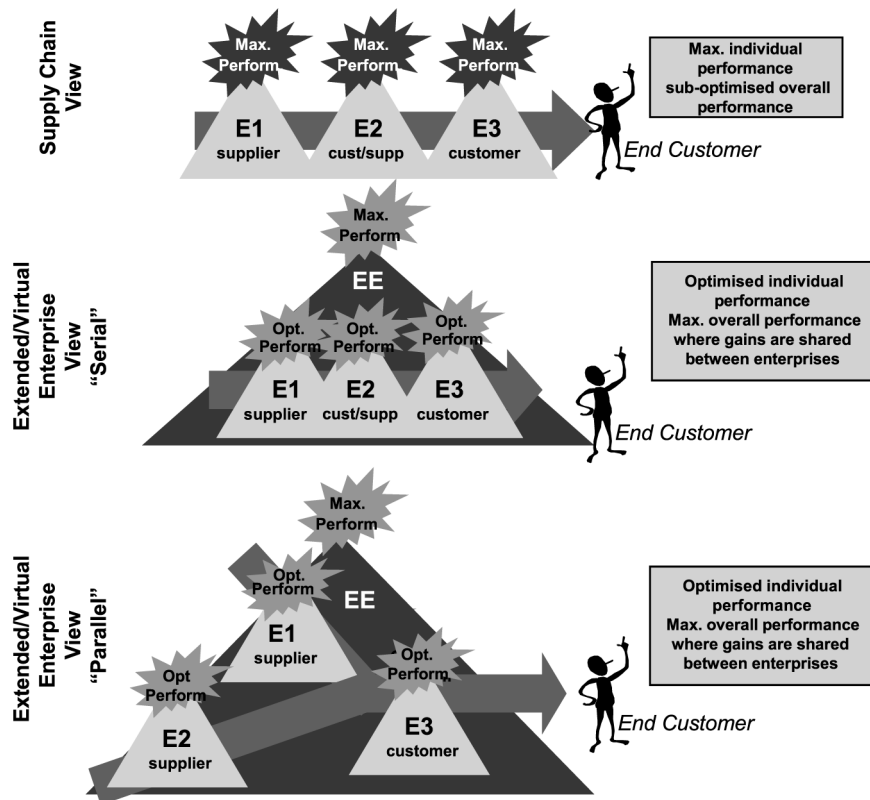 Supply Chain
View
Max.
Perform
Max.
Perform
Max.
Perform
E1
supplier
E2
cust/supp
E3
customer
End Customer
Max. individual
performance
sub-optimised overall
performance
Extended/Virtual
Enterprise
View
“Serial”
Max.
Perform
EE
Opt.
Perform
Opt.
Perform
Opt.
Perform
E1
supplier
E2
cust/supp
E3
customer
End Customer
Optimised individual
performance
Max. overall performance
where gains are shared
between enterprises
Extended/Virtual
Enterprise
View
“Parallel”
Max.
Perform
EE
Opt.
Perform
E1
supplier
Opt
Perform
E2
supplier
Opt.
Perform
E3
customer
End Customer
Optimised individual
performance
Max. overall performance
where gains are shared
between enterprises